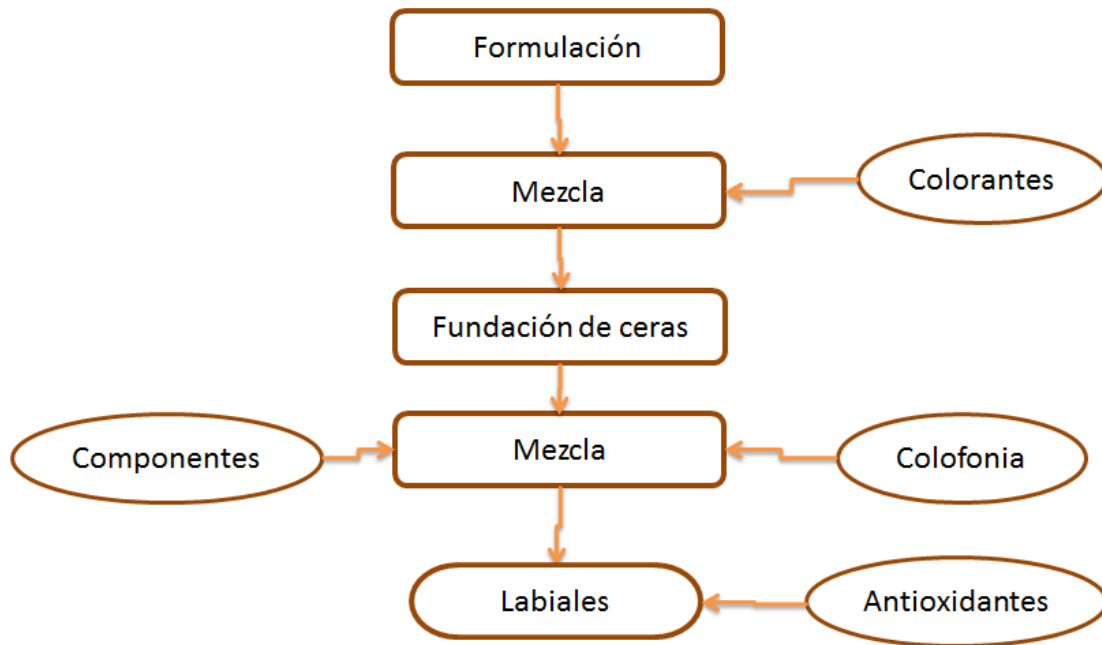 Formulación
Mezcla
Colorantes
Fundación de ceras
Componentes
Mezcla
Colofonia
Labiales
Antioxidantes